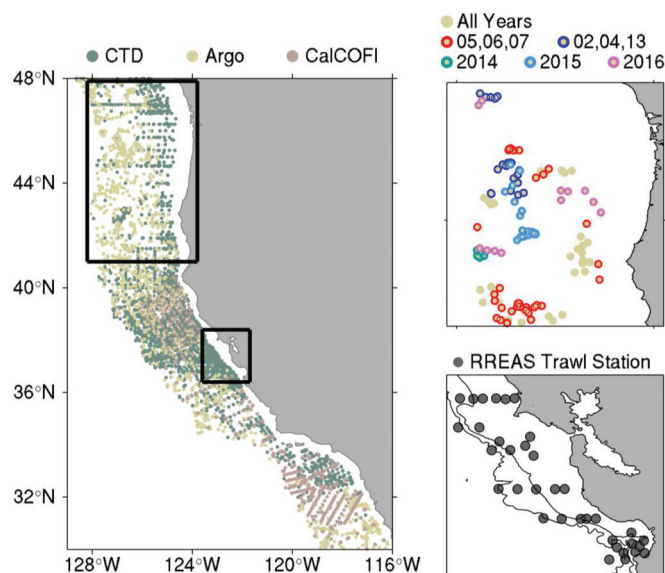 CTD Argo CalCOFI
48°N
44°N
40°N
36°N
32°N
128°W 124°W 120°W 116°W
All Years
05,06,07 02,04,13
2014 2015 2016
RREAS Trawl Station